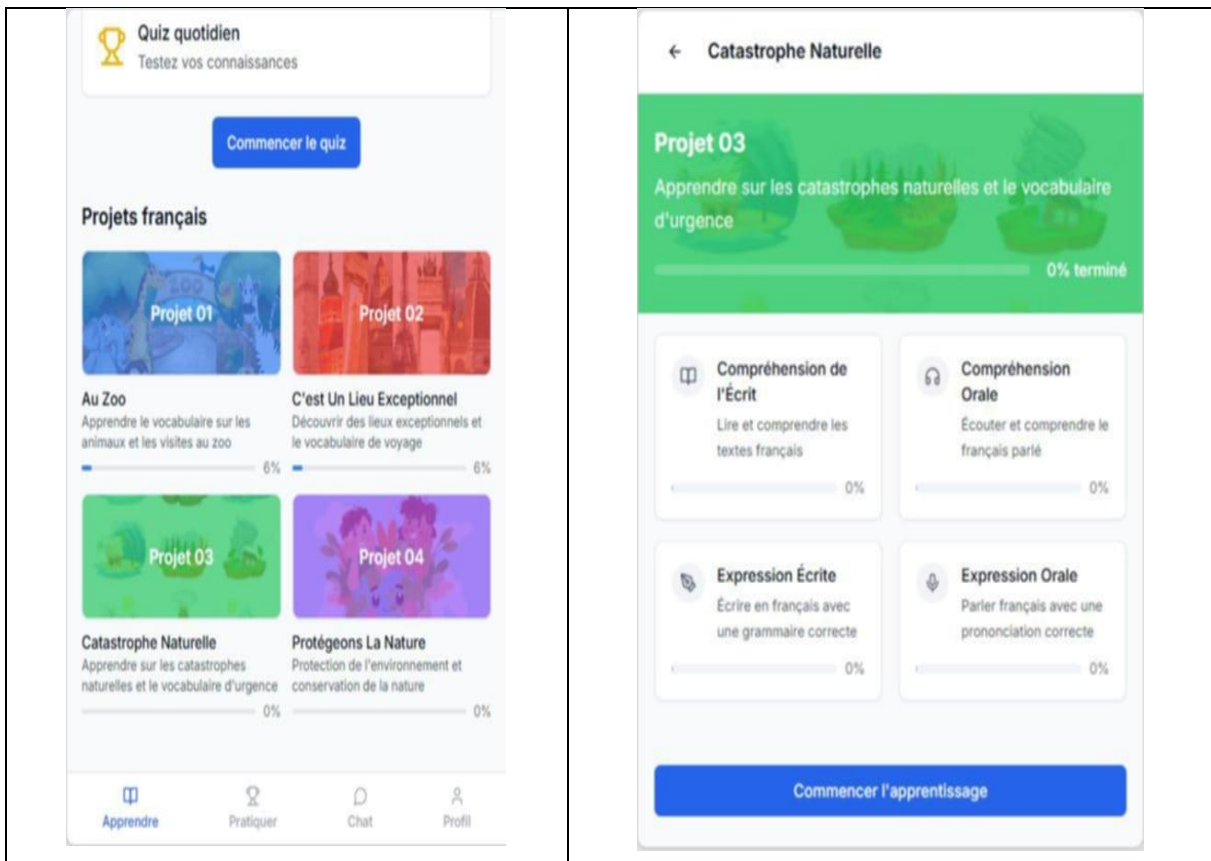 Quiz quotidien
Testez vos connaissances
Commencer le quiz
Projets français
ZOO
Projet 01
Projet 02
Au Zoo
Apprendre le vocabulaire sur les
animaux et les visites au zoo
6%
C'est Un Lieu Exceptionnel
Découvrir des lieux exceptionnels et
le vocabulaire de voyage
6%
Projet 03
Projet 04
Catastrophe Naturelle
Apprendre sur les catastrophes
naturelles et le vocabulaire d'urgence
0%
Protégeons La Nature
Protection de l'environnement et
conservation de la nature
0%
Apprendre
Pratiquer
Chat
Profil
Catastrophe Naturelle
Projet 03
Apprendre sur les catastrophes naturelles et le vocabulaire
d'urgence
0% terminé
Compréhension de
l'Écrit
Lire et comprendre les
textes français
0%
Compréhension
Orale
Écouter et comprendre le
français parlé
0%
Expression Écrite
Écrire en français avec
une grammaire correcte
0%
Expression Orale
Parler français avec une
prononciation correcte
0%
Commencer l'apprentissage